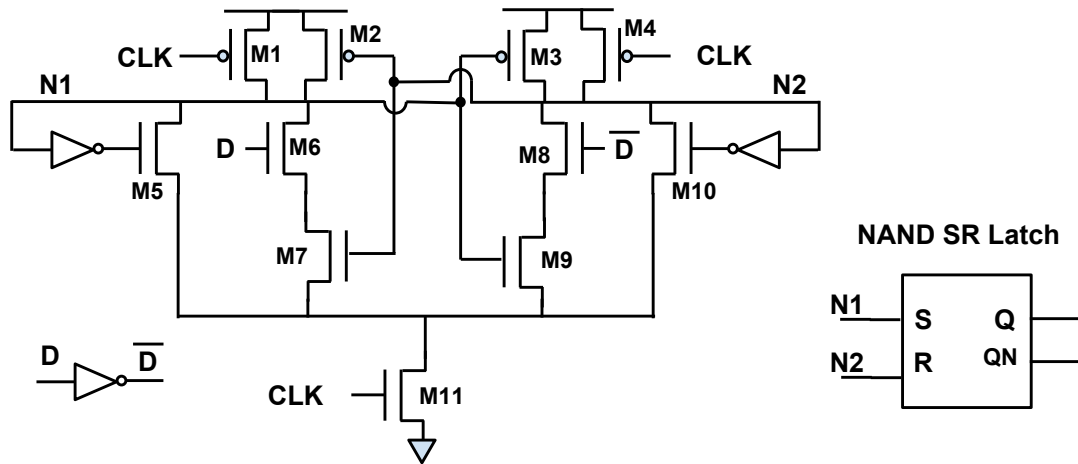 M2
M4
CLK
M1
M3
CLK
N1
N2
D
M6
M8
D̅
M5
M10
M7
M9
NAND SR Latch
N1
S
Q
D
D̅
N2
R
QN
CLK
M11